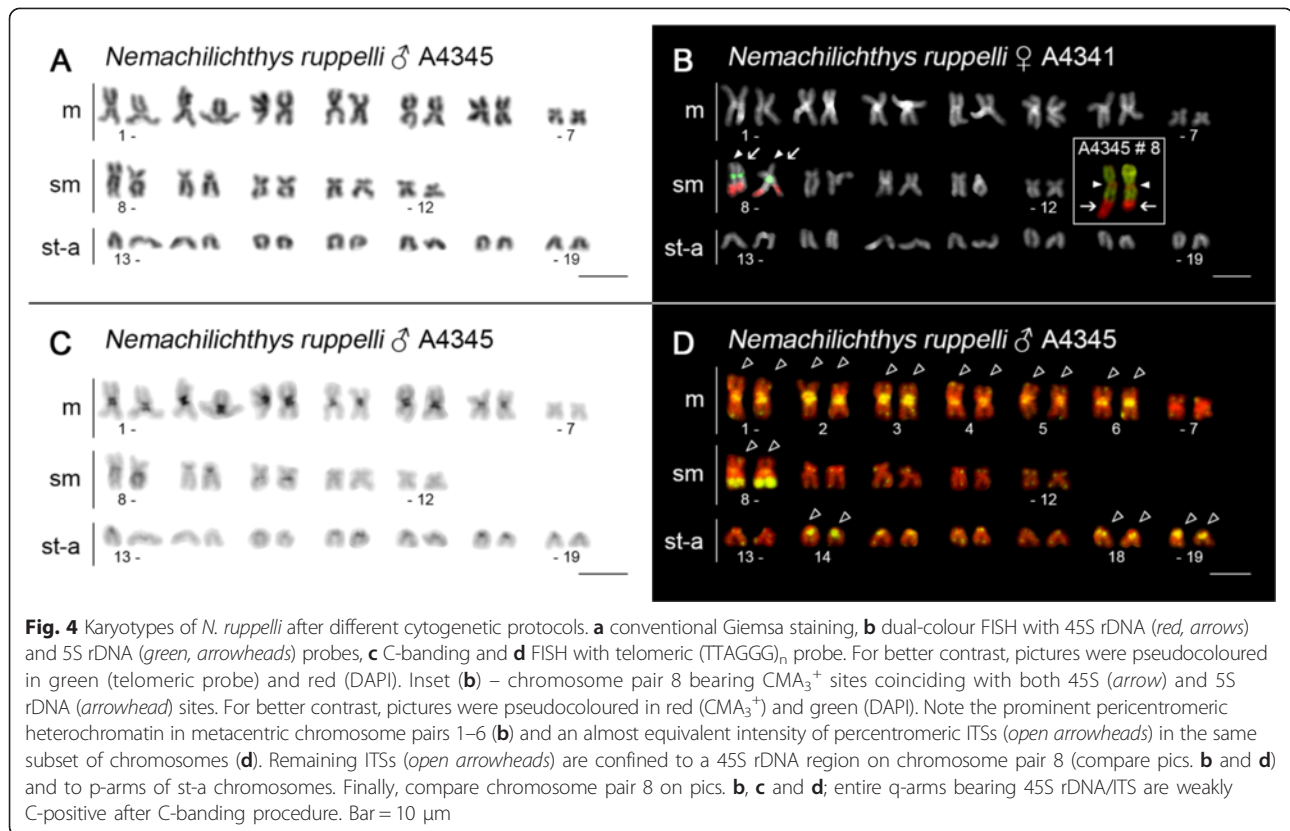 A Nemachilichthys ruppelli ♂ A4345
m
1 - - 7
sm
8 - - 12
st-a
13 - - 19
B Nemachilichthys ruppelli ♀ A4341
m
1 - - 7
A4345 # 8
sm
8 - - 12
st-a
13 - - 19
C Nemachilichthys ruppelli ♂ A4345
m
1 - - 7
sm
8 - - 12
st-a
13 - - 19
D Nemachilichthys ruppelli ♂ A4345
m
1 - 2 3 4 5 6 - 7
sm
8 - - 12
st-a
13 - 14 18 - 19
Fig. 4 Karyotypes of N. ruppelli after different cytogenetic protocols. a conventional Giemsa staining, b dual-colour FISH with 45S rDNA (red, arrows)
and 5S rDNA (green, arrowheads) probes, c C-banding and d FISH with telomeric (TTAGGG)n probe. For better contrast, pictures were pseudocoloured
in green (telomeric probe) and red (DAPI). Inset (b) – chromosome pair 8 bearing CMA3+ sites coinciding with both 45S (arrow) and 5S
rDNA (arrowhead) sites. For better contrast, pictures were pseudocoloured in red (CMA3+) and green (DAPI). Note the prominent pericentromeric
heterochromatin in metacentric chromosome pairs 1–6 (b) and an almost equivalent intensity of percentromeric ITSs (open arrowheads) in the same
subset of chromosomes (d). Remaining ITSs (open arrowheads) are confined to a 45S rDNA region on chromosome pair 8 (compare pics. b and d)
and to p-arms of st-a chromosomes. Finally, compare chromosome pair 8 on pics. b, c and d; entire q-arms bearing 45S rDNA/ITS are weakly
C-positive after C-banding procedure. Bar = 10 μm